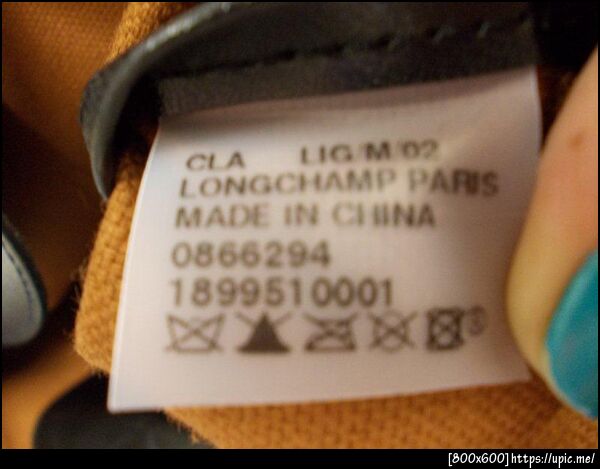 CLA LIG/M/02
LONGCHAMP PARIS
MADE IN CHINA
0866294
1899510001
[800x600]https://upic.me/